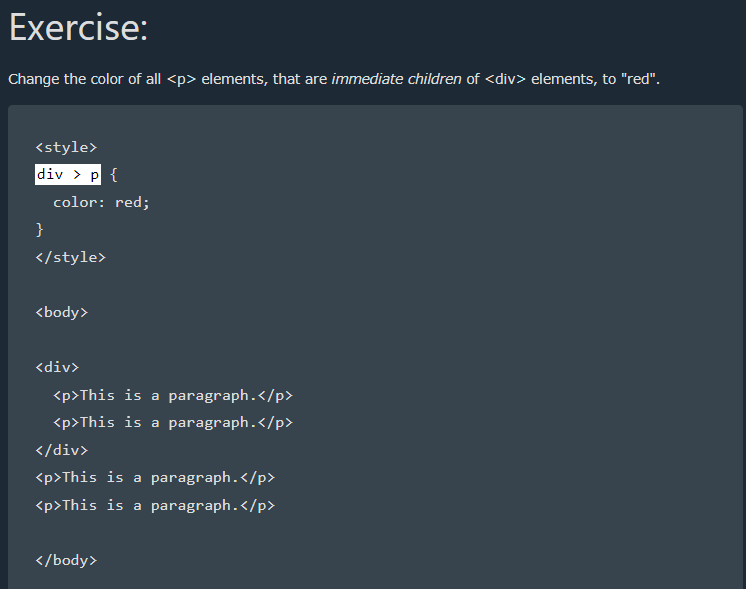 Exercise:
Change the color of all <p> elements, that are immediate children of <div> elements, to "red".
<style>
div > p {
  color: red;
}
</style>
<body>
<div>
  <p>This is a paragraph.</p>
  <p>This is a paragraph.</p>
</div>
<p>This is a paragraph.</p>
<p>This is a paragraph.</p>
</body>